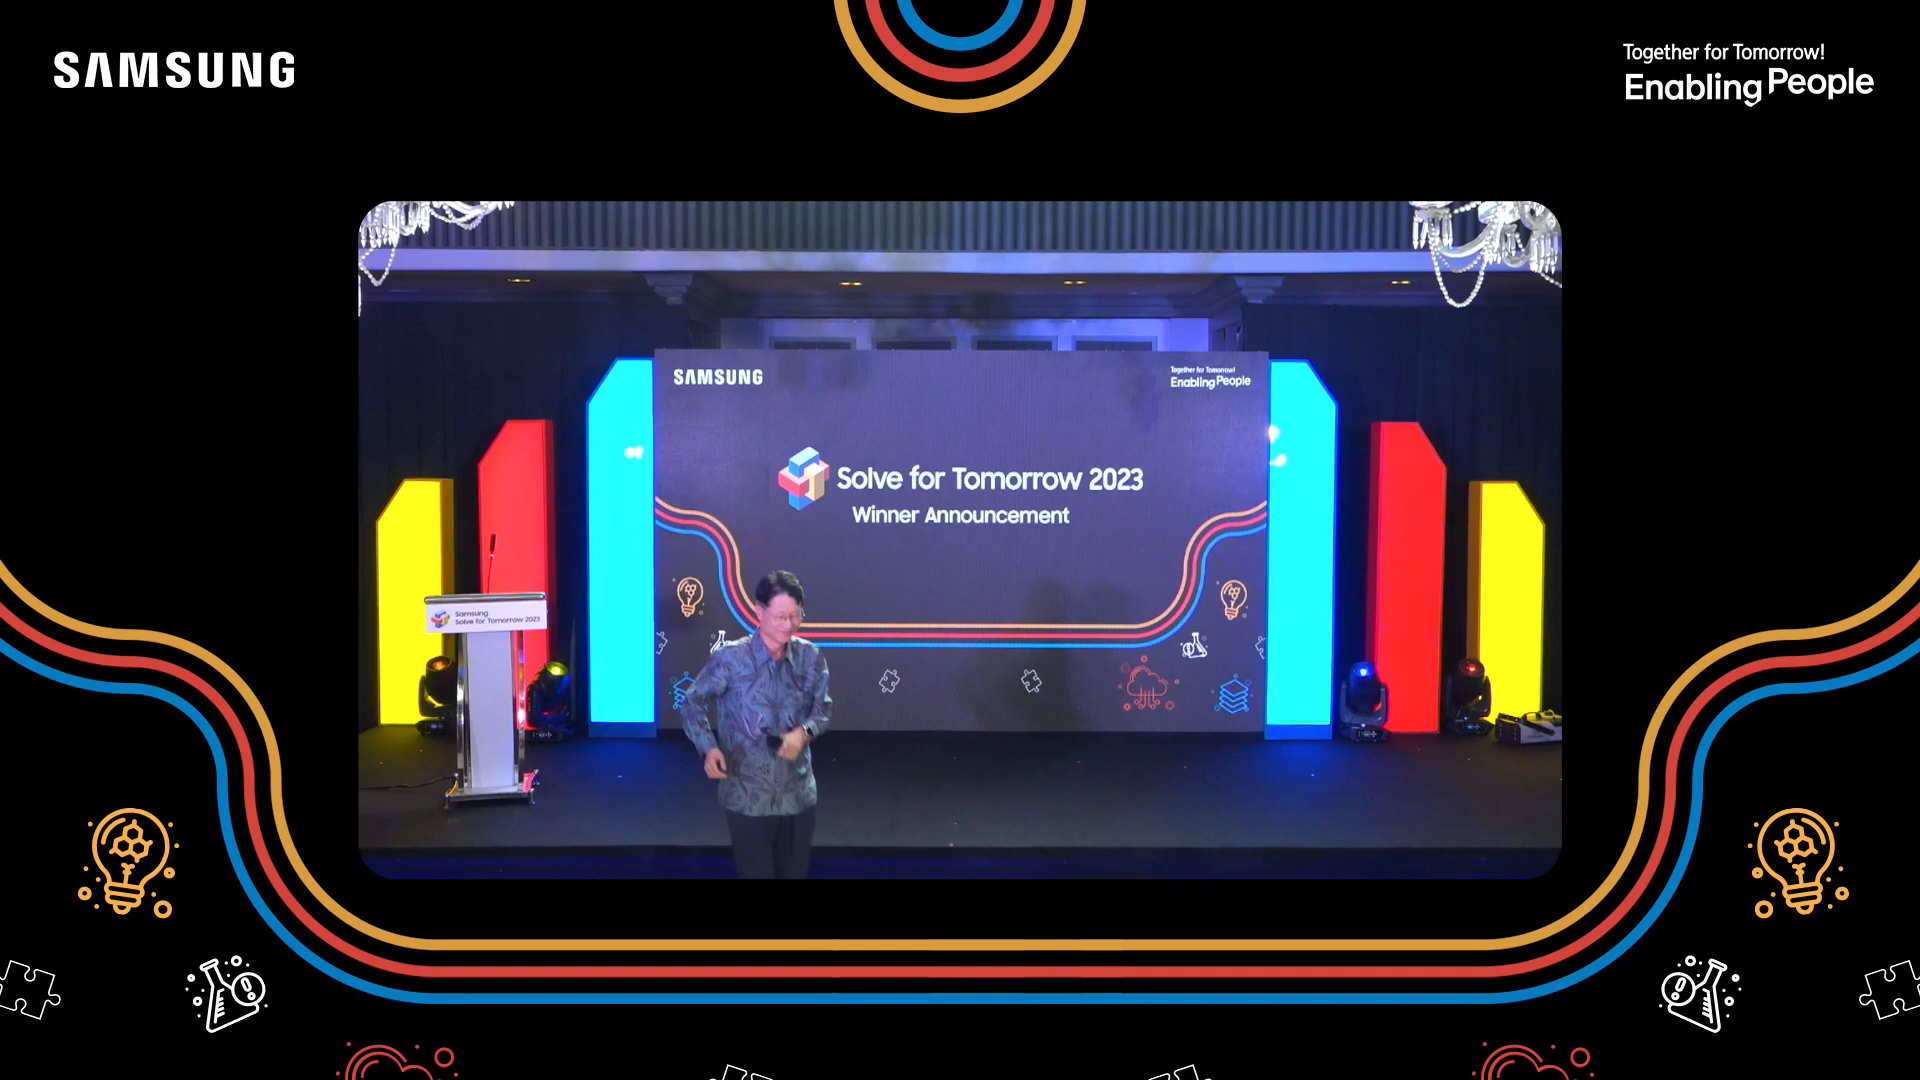 SAMSUNG
Together for Tomorrow!
Enabling People
SAMSUNG
Together for Tomorrow!
Enabling People
Solve for Tomorrow 2023
Winner Announcement
Samsung
Solve for Tomorrow 2023